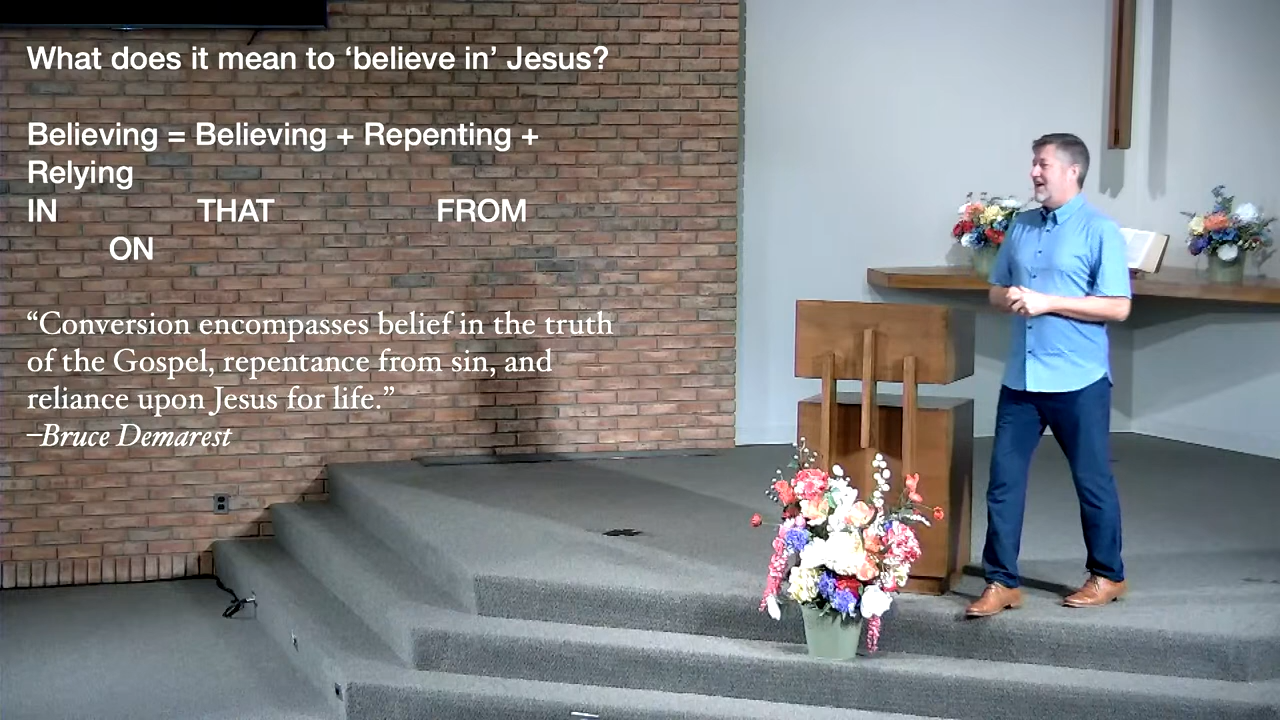 What does it mean to ‘believe in’ Jesus?
Believing = Believing + Repenting +
Relying
IN THAT FROM
ON
“Conversion encompasses belief in the truth
of the Gospel, repentance from sin, and
reliance upon Jesus for life.”
–Bruce Demarest